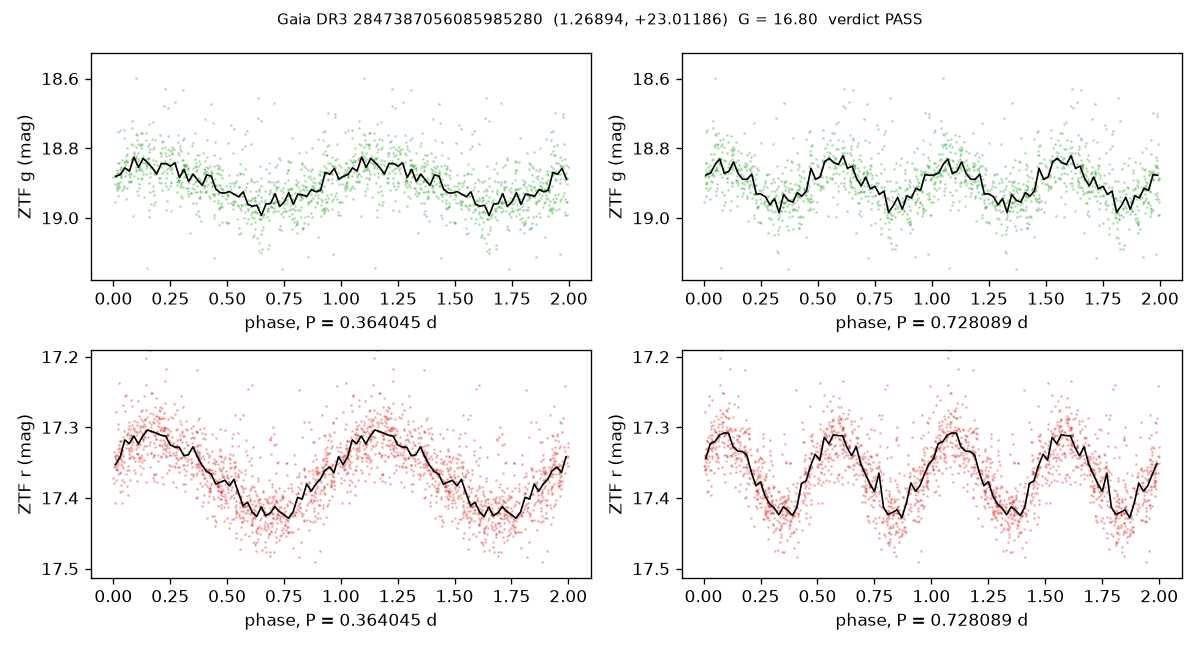 Gaia DR3 2847387056085985280  (1.26894, +23.01186)  G = 16.80  verdict PASS
ZTF g (mag)
18.6
18.8
19.0
0.00 0.25 0.50 0.75 1.00 1.25 1.50 1.75 2.00
phase, P = 0.364045 d
ZTF g (mag)
18.6
18.8
19.0
0.00 0.25 0.50 0.75 1.00 1.25 1.50 1.75 2.00
phase, P = 0.728089 d
ZTF r (mag)
17.2
17.3
17.4
17.5
0.00 0.25 0.50 0.75 1.00 1.25 1.50 1.75 2.00
phase, P = 0.364045 d
ZTF r (mag)
17.2
17.3
17.4
17.5
0.00 0.25 0.50 0.75 1.00 1.25 1.50 1.75 2.00
phase, P = 0.728089 d